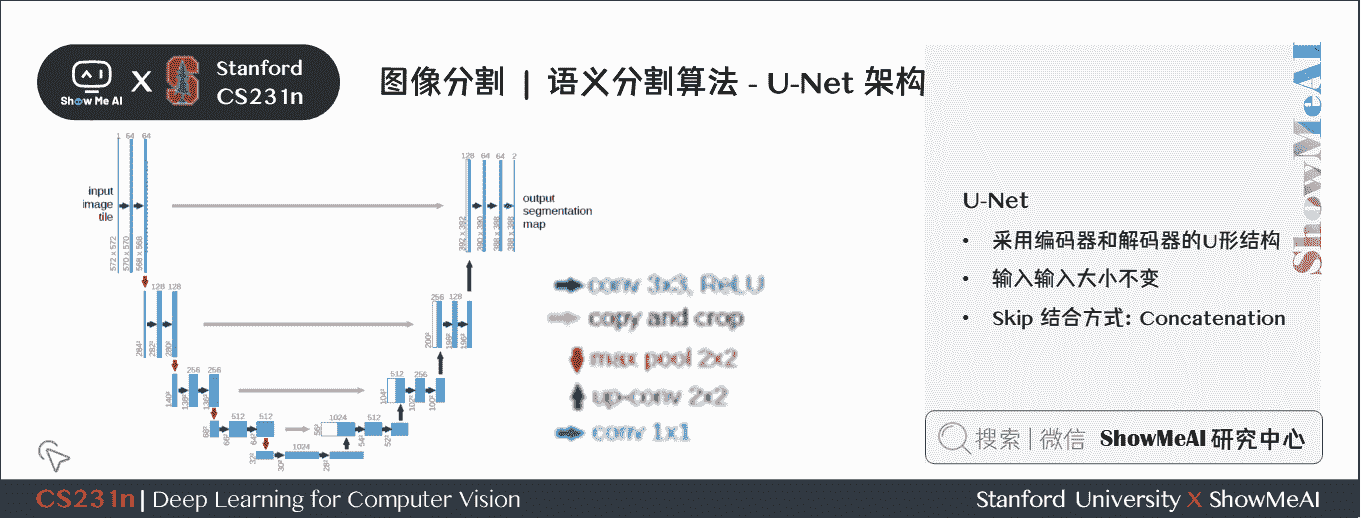 Show Me AI
X
Stanford
CS231n
图像分割 | 语义分割算法 - U-Net 架构
ShowMeAI
1 64 64
128 64 64 2
input
image
tile
output
segmentation
map
572 x 572
570 x 570
568 x 568
392 x 392
390 x 390
388 x 388
388 x 388
128 128
256 128
284²
282²
280²
200²
198²
196²
256 256
512 256
140²
138²
136²
104²
102²
100²
512 512
1024 512
68²
66²
64²
56²
54²
52²
1024
32²
30²
28²
conv 3x3, ReLU
copy and crop
max pool 2x2
up-conv 2x2
conv 1x1
U-Net
• 采用编码器和解码器的U形结构
• 输入输入大小不变
• Skip 结合方式: Concatenation
搜索 | 微信 ShowMeAI 研究中心
CS231n | Deep Learning for Computer Vision
Stanford University X ShowMeAI